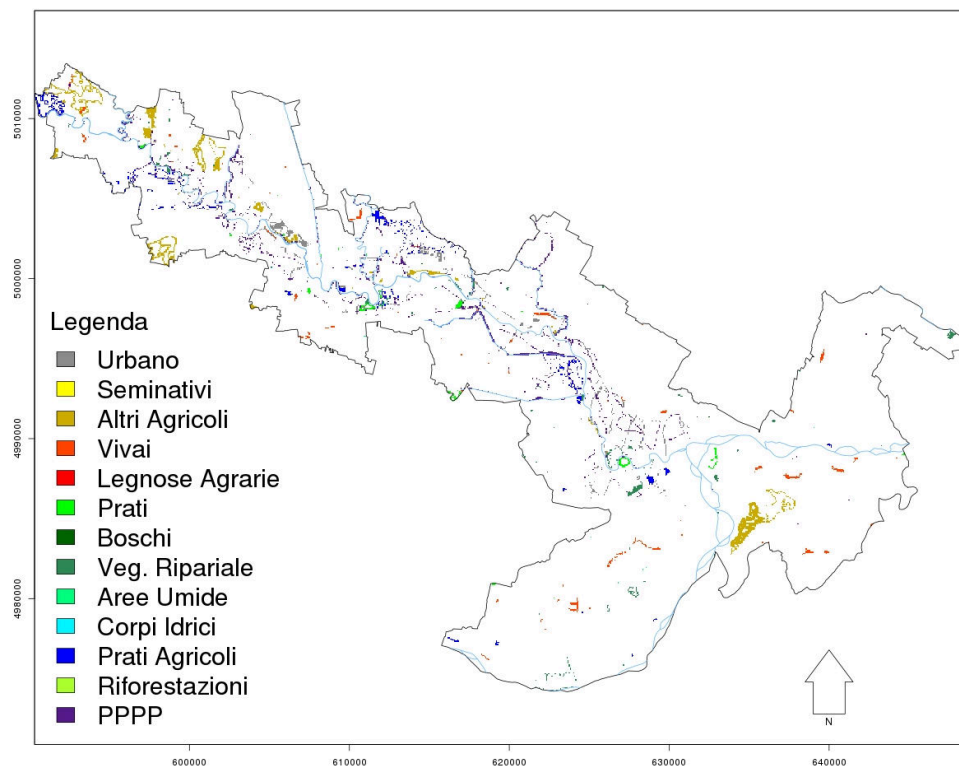 5010000
5000000
4990000
4980000
Legenda
Urbano
Seminativi
Altri Agricoli
Vivai
Legnose Agrarie
Prati
Boschi
Veg. Ripariale
Aree Umide
Corpi Idrici
Prati Agricoli
Riforestazioni
PPPP
N
600000 610000 620000 630000 640000